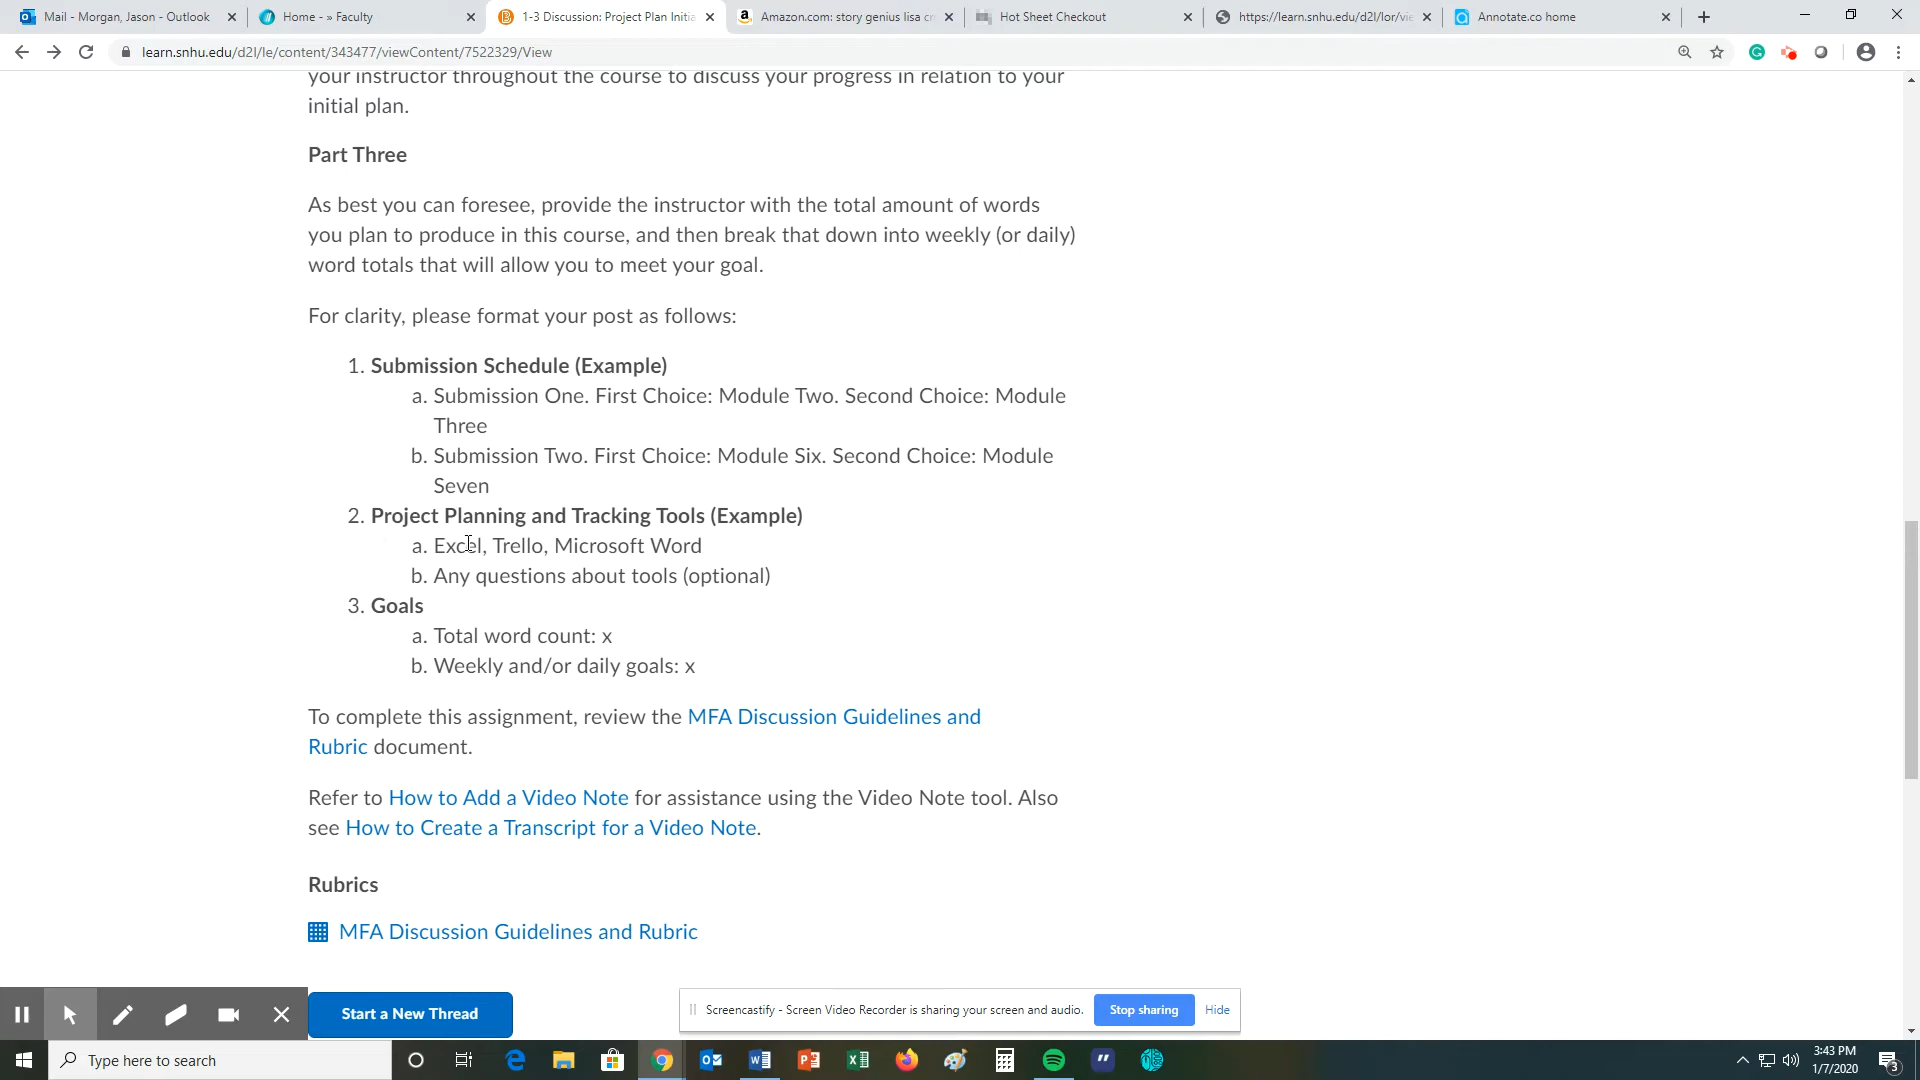 Mail - Morgan, Jason - Outlook
Home - » Faculty
1-3 Discussion: Project Plan Initia
Amazon.com: story genius lisa cr
Hot Sheet Checkout
https://learn.snhu.edu/d2l/lor/vie
Annotate.co home
learn.snhu.edu/d2l/le/content/343477/viewContent/7522329/View
your instructor throughout the course to discuss your progress in relation to your
initial plan.
Part Three
As best you can foresee, provide the instructor with the total amount of words
you plan to produce in this course, and then break that down into weekly (or daily)
word totals that will allow you to meet your goal.
For clarity, please format your post as follows:
1. Submission Schedule (Example)
a. Submission One. First Choice: Module Two. Second Choice: Module
Three
b. Submission Two. First Choice: Module Six. Second Choice: Module
Seven
2. Project Planning and Tracking Tools (Example)
a. Excel, Trello, Microsoft Word
b. Any questions about tools (optional)
3. Goals
a. Total word count: x
b. Weekly and/or daily goals: x
To complete this assignment, review the MFA Discussion Guidelines and
Rubric document.
Refer to How to Add a Video Note for assistance using the Video Note tool. Also
see How to Create a Transcript for a Video Note.
Rubrics
MFA Discussion Guidelines and Rubric
Start a New Thread
Screencastify - Screen Video Recorder is sharing your screen and audio.
Stop sharing
Hide
Type here to search
3:43 PM
1/7/2020
3